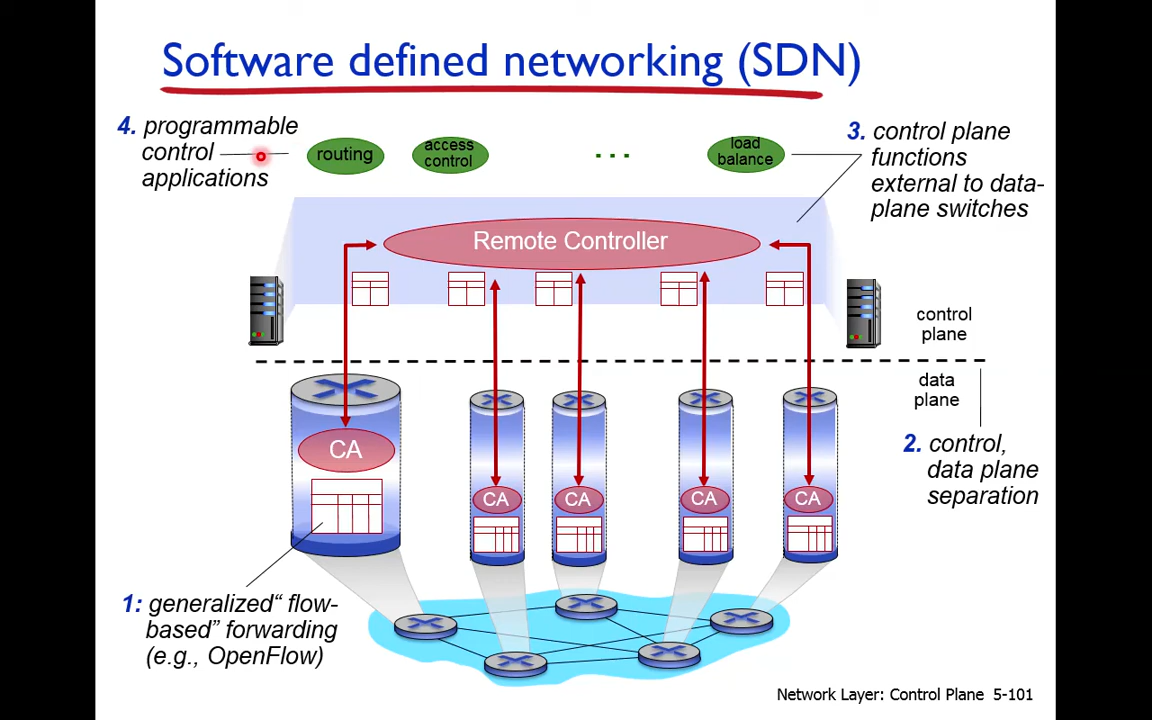 Software defined networking (SDN)
4. programmable
control
applications
routing
access
control
. . .
load
balance
3. control plane
functions
external to data-
plane switches
Remote Controller
control
plane
data
plane
2. control,
data plane
separation
CA
CA
CA
CA
CA
1: generalized“ flow-
based” forwarding
(e.g., OpenFlow)
Network Layer: Control Plane 5-101